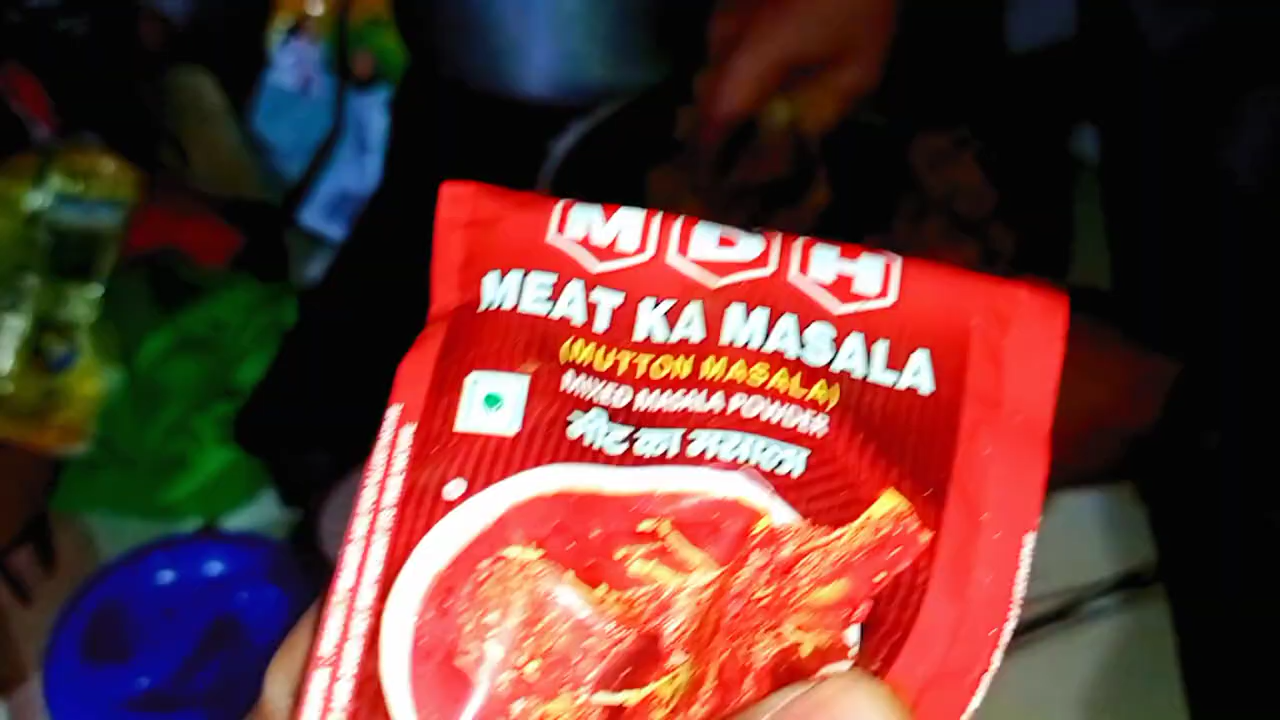 MDH
MEAT KA MASALA
(MUTTON MASALA)
MIXED MASALA POWDER
मीट का मसाला